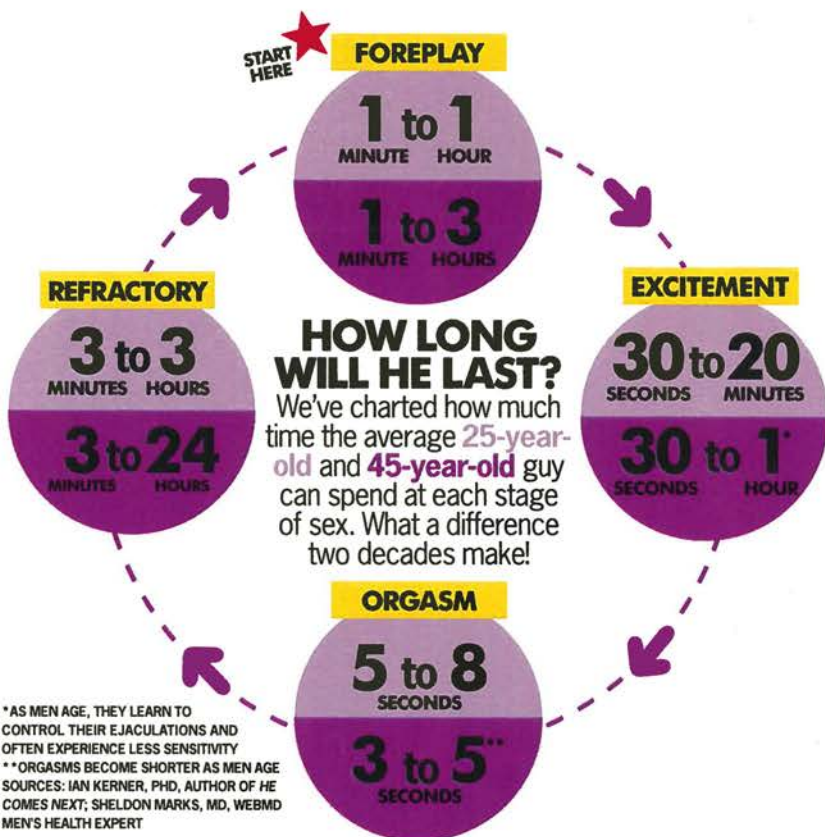 START
HERE
FOREPLAY
1 to 1
MINUTE HOUR
1 to 3
MINUTE HOURS
EXCITEMENT
30 to 20
SECONDS MINUTES
30 to 1*
SECONDS HOUR
ORGASM
5 to 8
SECONDS
3 to 5**
SECONDS
REFRACTORY
3 to 3
MINUTES HOURS
3 to 24
MINUTES HOURS
HOW LONG
WILL HE LAST?
We've charted how much
time the average 25-year-
old and 45-year-old guy
can spend at each stage
of sex. What a difference
two decades make!
*AS MEN AGE, THEY LEARN TO
CONTROL THEIR EJACULATIONS AND
OFTEN EXPERIENCE LESS SENSITIVITY
**ORGASMS BECOME SHORTER AS MEN AGE
SOURCES: IAN KERNER, PHD, AUTHOR OF HE
COMES NEXT; SHELDON MARKS, MD, WEBMD
MEN'S HEALTH EXPERT